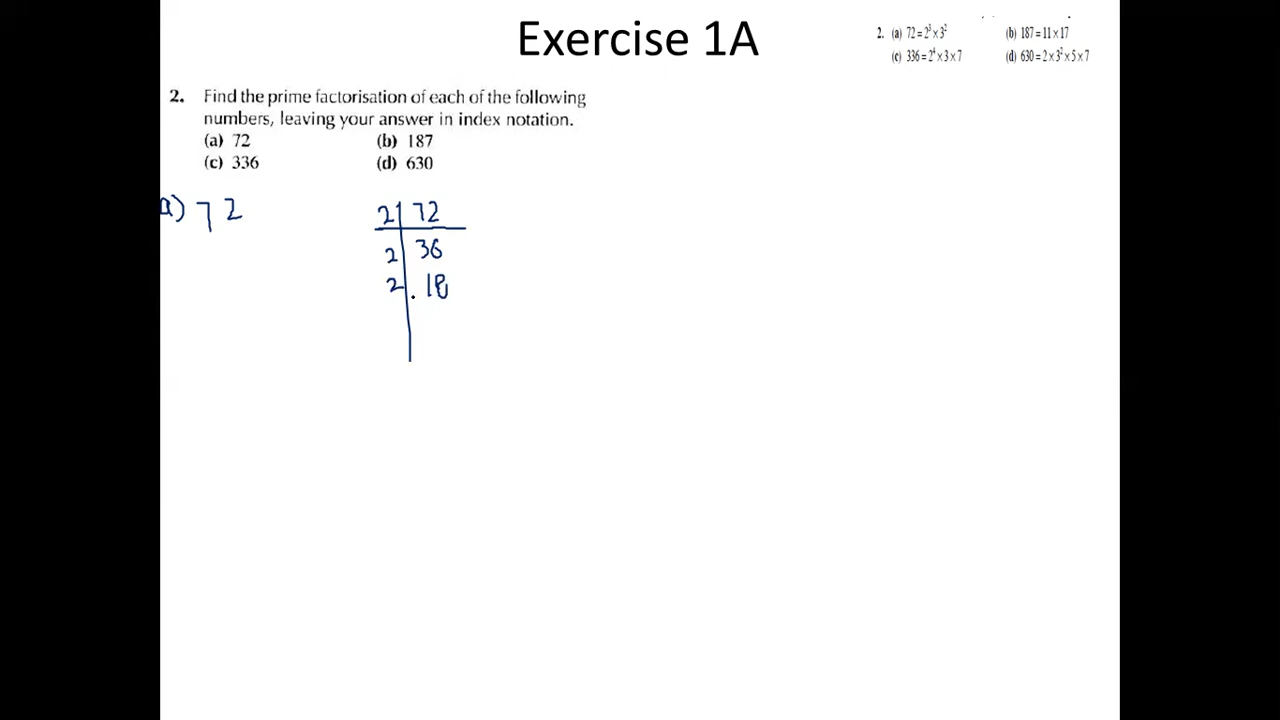 Exercise 1A
2. (a) 72 = 2³ x 3² (b) 187 = 11 x 17
(c) 336 = 2⁴ x 3 x 7 (d) 630 = 2 x 3² x 5 x 7
2. Find the prime factorisation of each of the following
numbers, leaving your answer in index notation.
(a) 72 (b) 187
(c) 336 (d) 630
a) 72
2 72
2 36
2 18